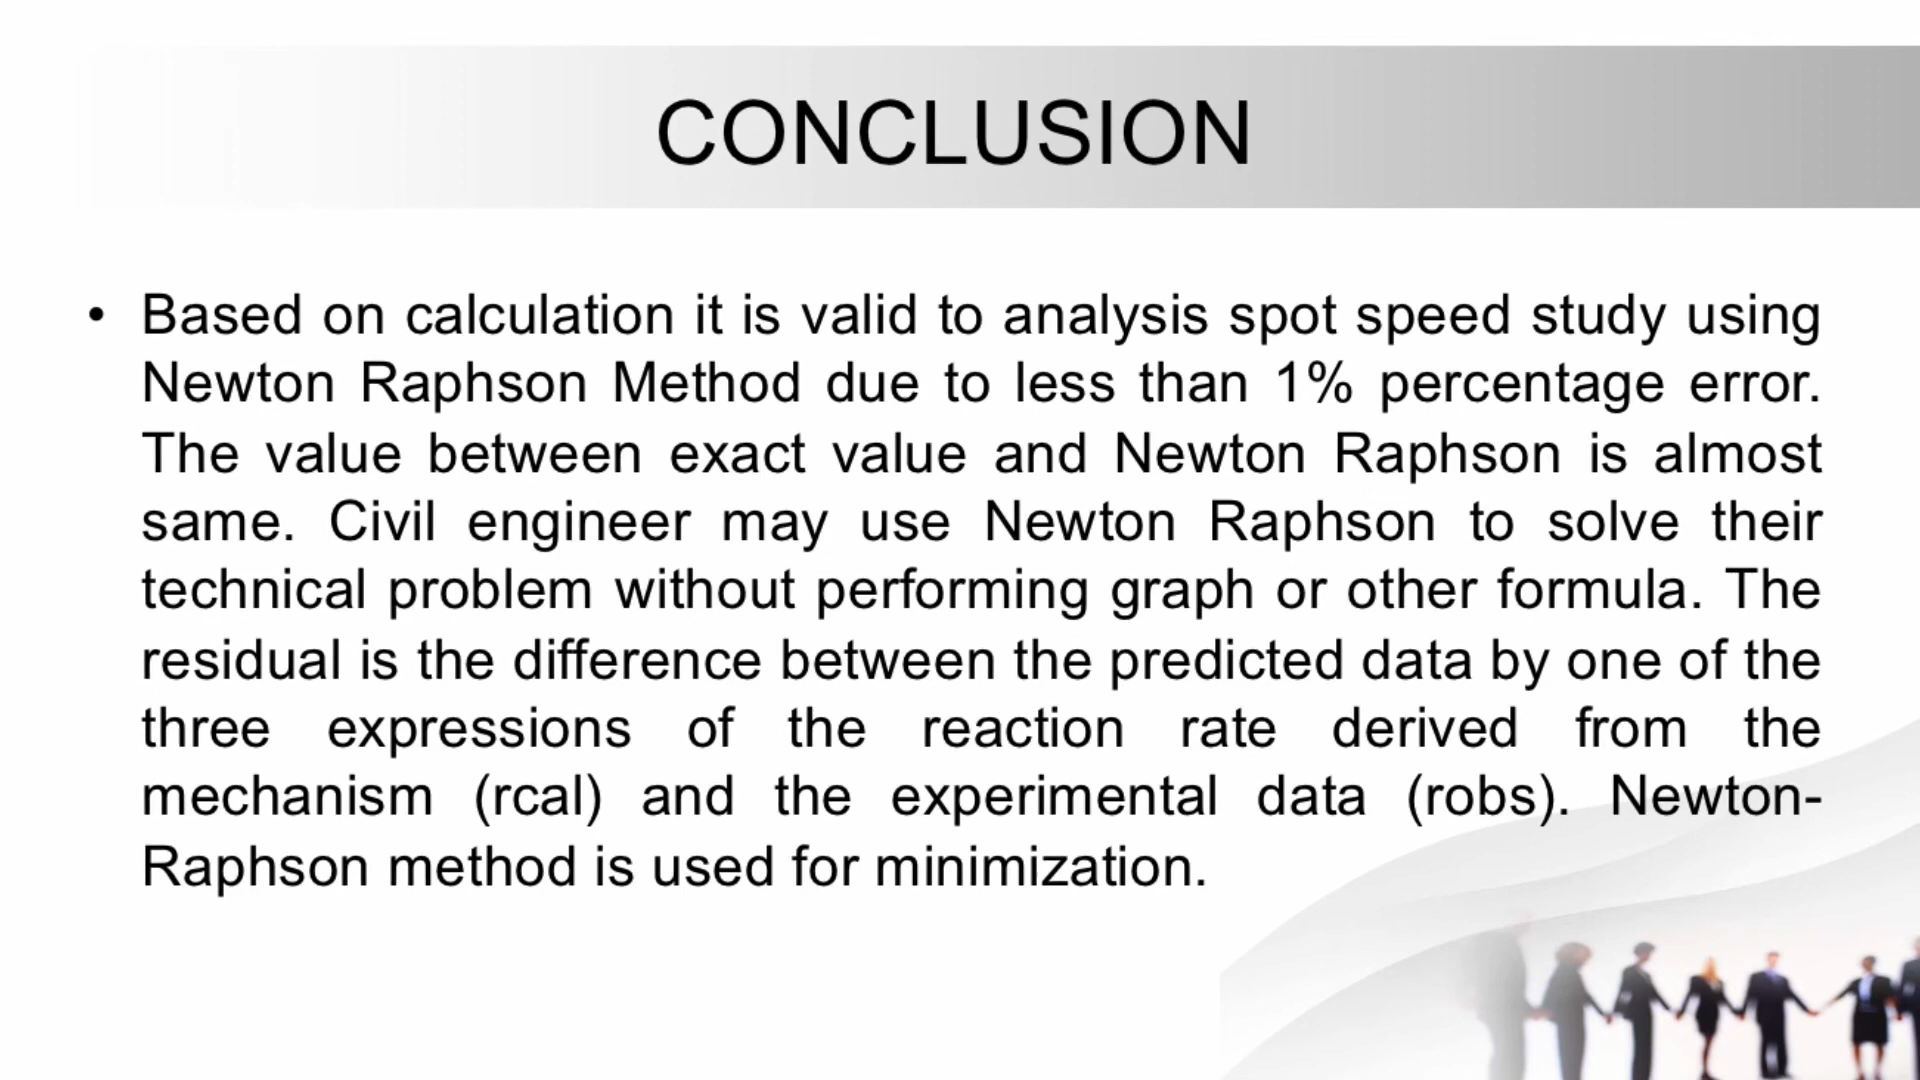 CONCLUSION
• Based on calculation it is valid to analysis spot speed study using
Newton Raphson Method due to less than 1% percentage error.
The value between exact value and Newton Raphson is almost
same. Civil engineer may use Newton Raphson to solve their
technical problem without performing graph or other formula. The
residual is the difference between the predicted data by one of the
three expressions of the reaction rate derived from the
mechanism (rcal) and the experimental data (robs). Newton-
Raphson method is used for minimization.